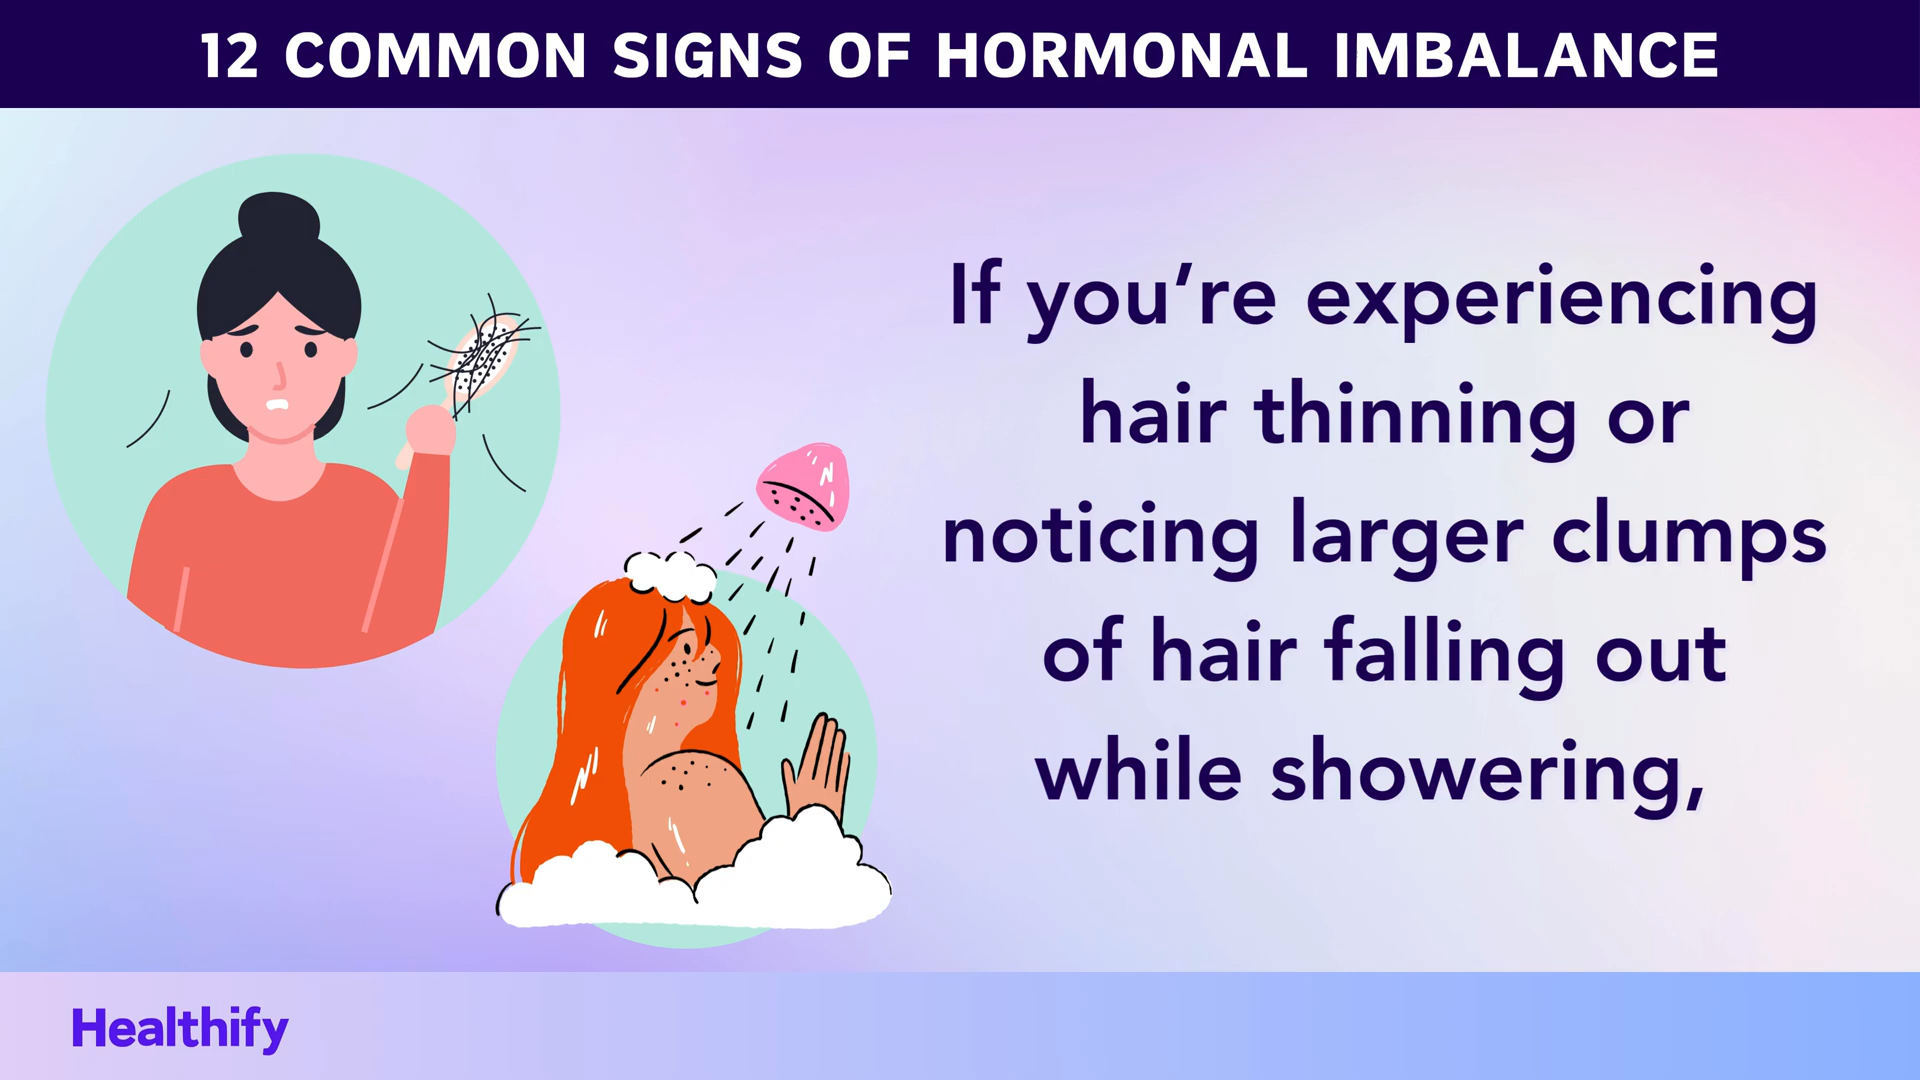 12 COMMON SIGNS OF HORMONAL IMBALANCE
If you’re experiencing
hair thinning or
noticing larger clumps
of hair falling out
while showering,
Healthify